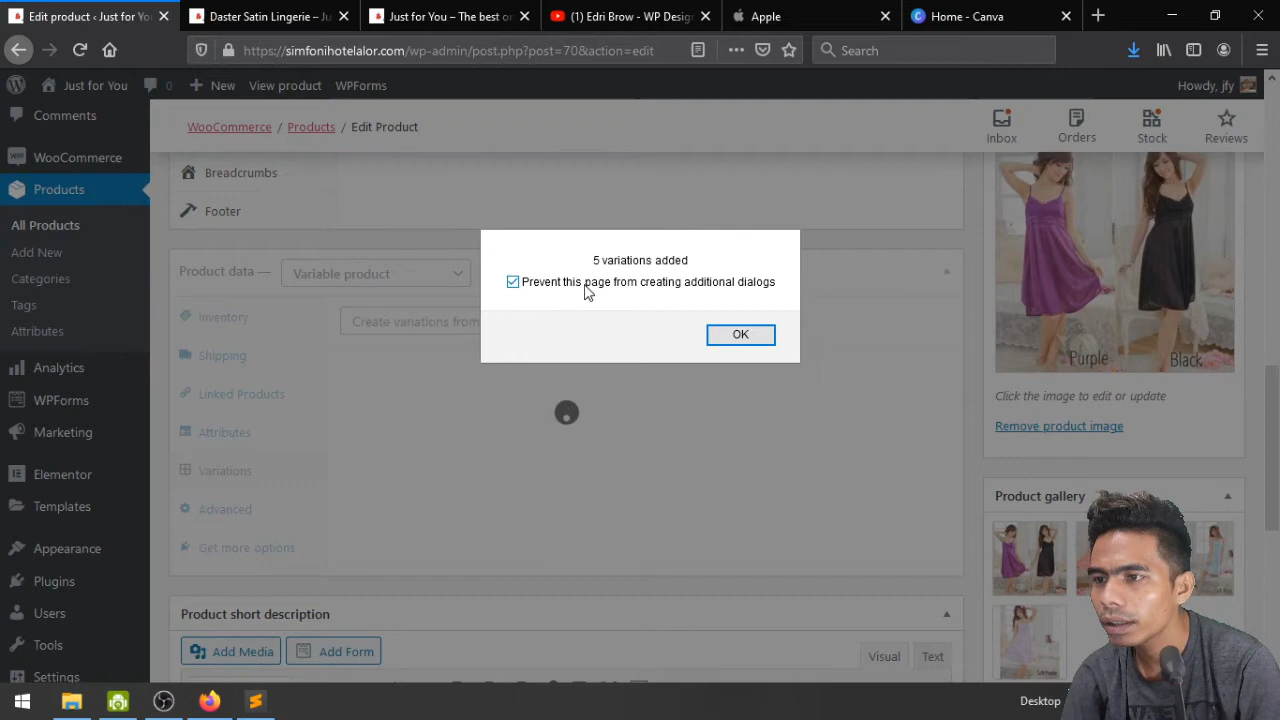 Edit product ‹ Just for Yo
Daster Satin Lingerie – Ju
Just for You – The best or
(1) Edri Brow - WP Design
Apple
Home - Canva
https://simfonihotelalor.com/wp-admin/post.php?post=70&action=edit
Search
Just for You
0
New
View product
WPForms
Howdy, jfy
Comments
WooCommerce
Products
All Products
Add New
Categories
Tags
Attributes
Analytics
WPForms
Marketing
Elementor
Templates
Appearance
Plugins
Users
Tools
Settings
WooCommerce / Products / Edit Product
Inbox
Orders
Stock
Reviews
Breadcrumbs
Footer
Product data —
Variable product
Inventory
Shipping
Linked Products
Attributes
Variations
Advanced
Get more options
Create variations from
5 variations added
Prevent this page from creating additional dialogs
OK
Product short description
Add Media
Add Form
Visual
Text
Purple
Black
Click the image to edit or update
Remove product image
Product gallery
Desktop